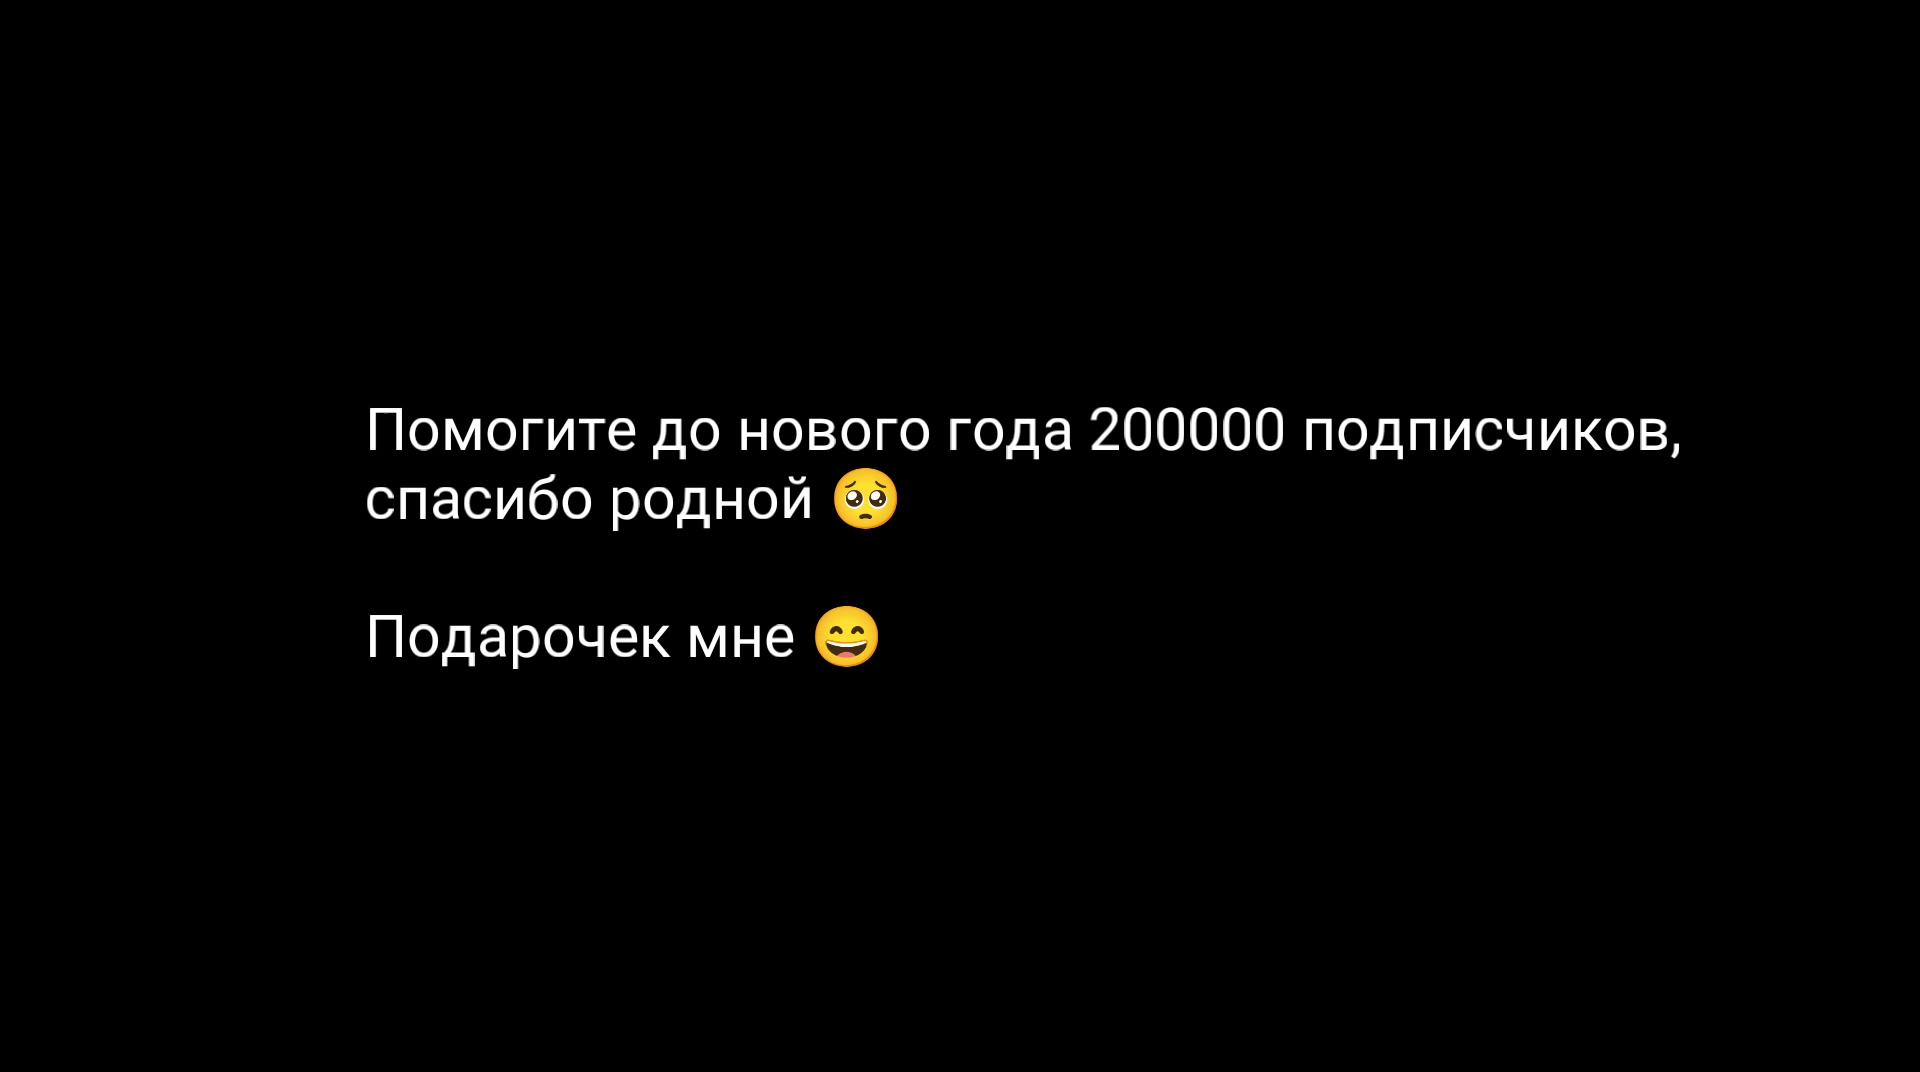 Помогите до нового года 200000 подписчиков,
спасибо родной 🥺
Подарочек мне 😄